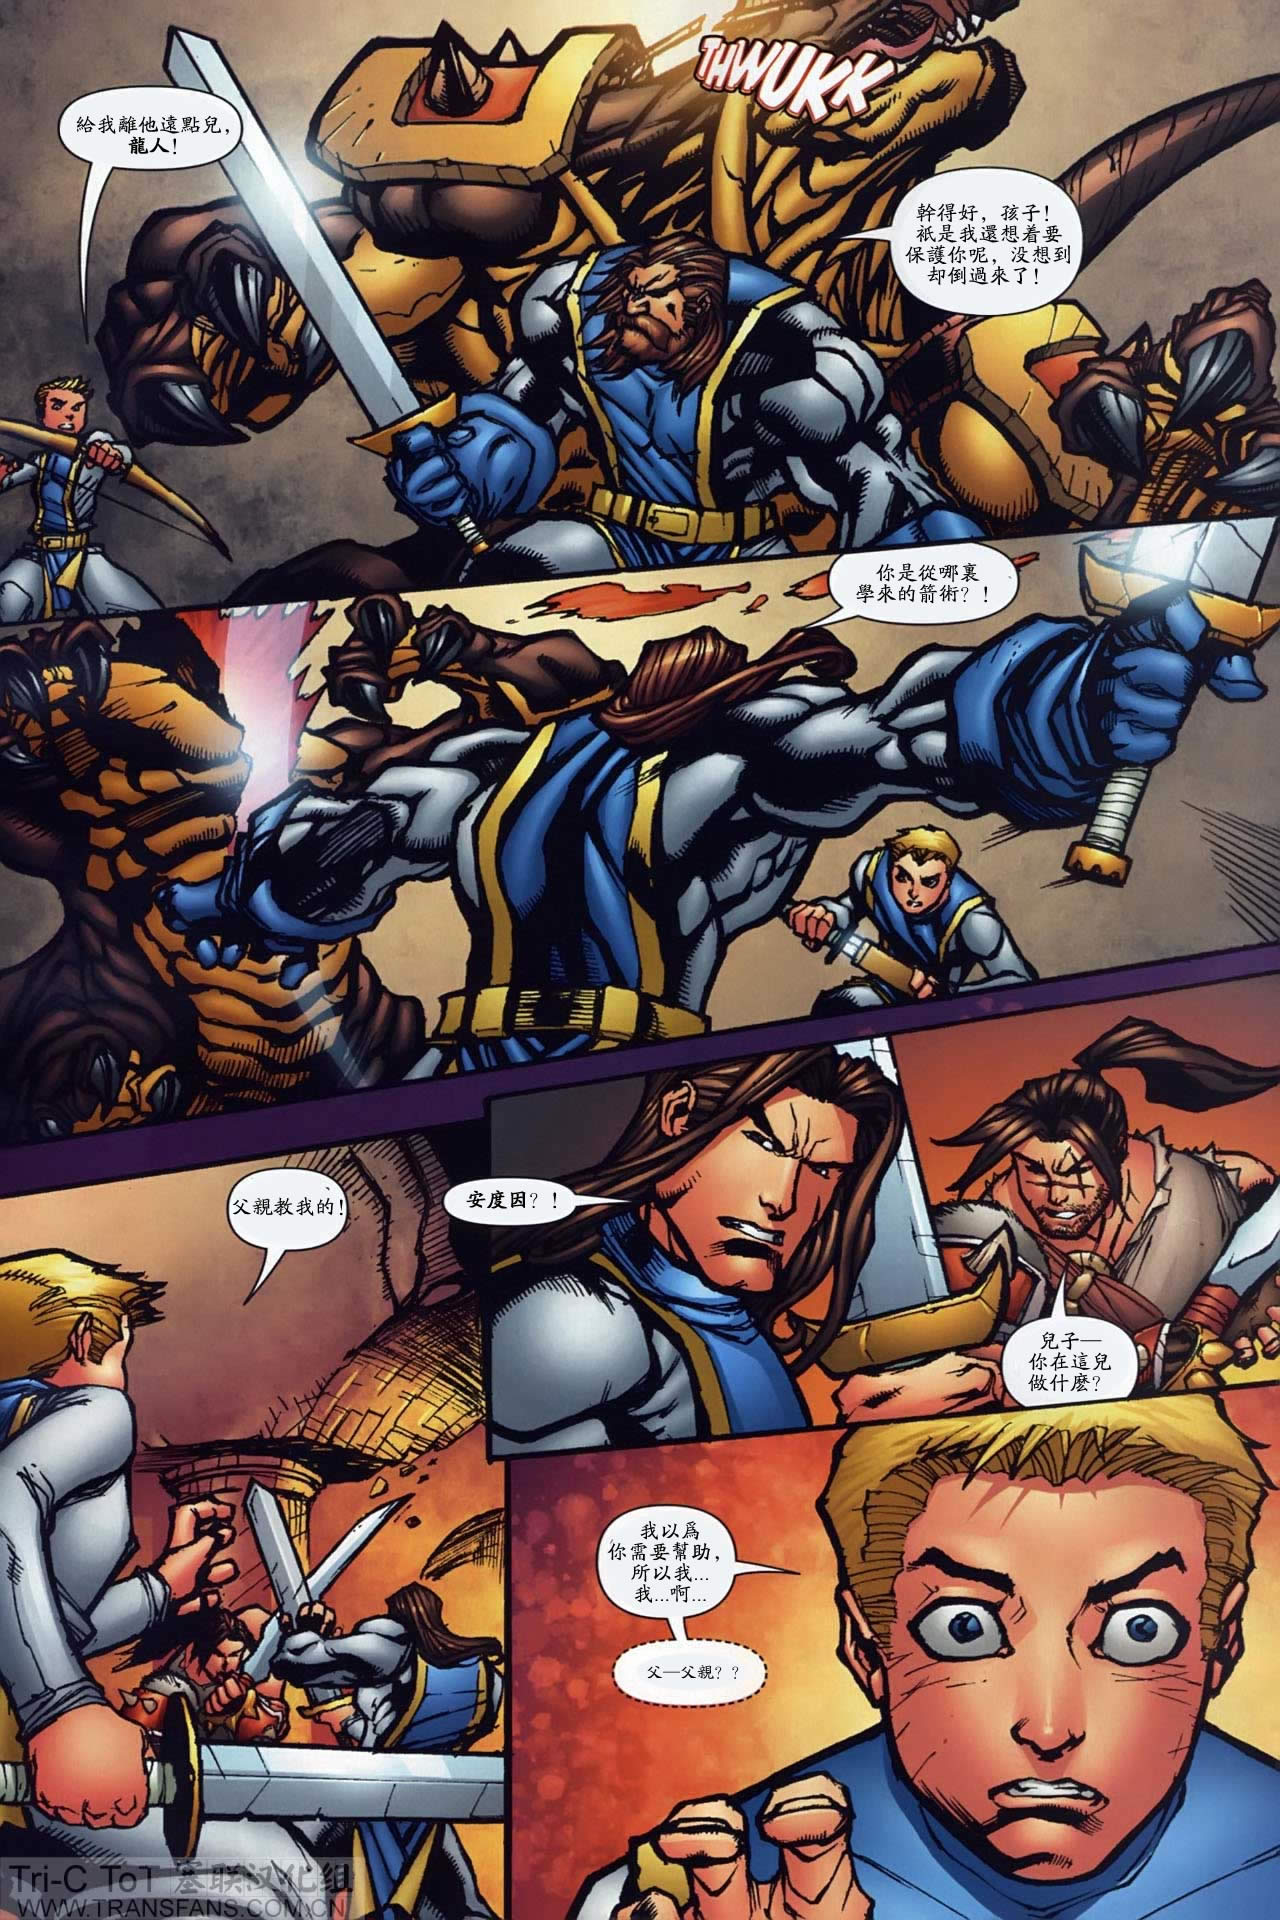 給我離他遠點兒，
龍人！
THWUKK
幹得好，孩子！
衹是我還想着要
保護你呢，没想到
却倒過來了！
你是從哪裏
學來的箭術？！
父親教我的！
安度因？！
兒子—
你在這兒
做什麽？
我以爲
你需要幫助，
所以我...
我...啊...
父—父親？？
Tri-C ToT 塞联汉化组
WWW.TRANSFANS.COM.CN